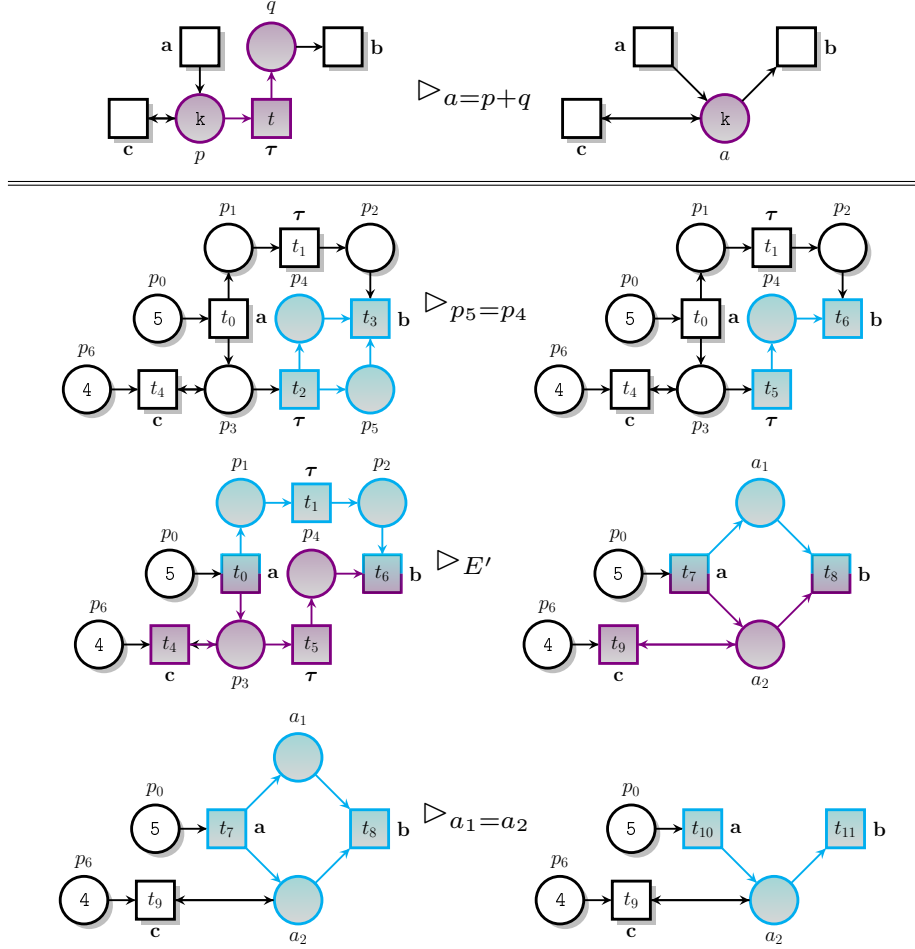 q
a b
k t ▷a=p+q k
c p τ c a
a b
p1 τ p2 p1 τ p2
t1 t1
p0 p4 p0 p4
5 t0 a t3 b ▷p5=p4 5 t0 a t6 b
p6 p6
4 t4 t2 4 t4 t5
c p3 τ p5 c p3 τ
p1 τ p2 a1
t1
p0 p4 p0
5 t0 a t6 b ▷E′ 5 t7 a t8 b
p6 p6
4 t4 t5 4 t9
c p3 τ c a2
a1
p0 p0
5 t7 a t8 b ▷a1=a2 5 t10 a t11 b
p6 p6
4 t9 4 t9
c a2 c a2